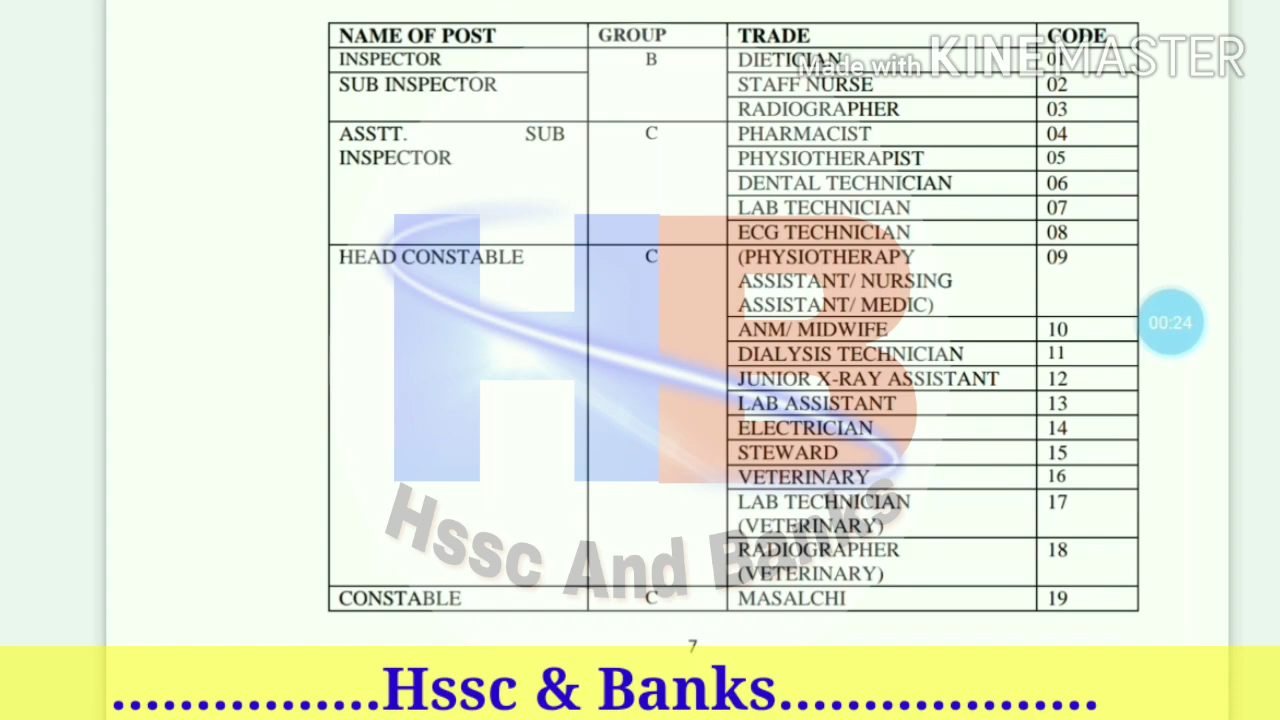 NAME OF POST GROUP TRADE CODE
INSPECTOR B DIETICIAN 01
SUB INSPECTOR STAFF NURSE 02
RADIOGRAPHER 03
ASSTT. SUB C PHARMACIST 04
INSPECTOR PHYSIOTHERAPIST 05
DENTAL TECHNICIAN 06
LAB TECHNICIAN 07
ECG TECHNICIAN 08
HEAD CONSTABLE C (PHYSIOTHERAPY 09
ASSISTANT/ NURSING
ASSISTANT/ MEDIC)
ANM/ MIDWIFE 10
DIALYSIS TECHNICIAN 11
JUNIOR X-RAY ASSISTANT 12
LAB ASSISTANT 13
ELECTRICIAN 14
STEWARD 15
VETERINARY 16
LAB TECHNICIAN 17
(VETERINARY)
RADIOGRAPHER 18
(VETERINARY)
CONSTABLE C MASALCHI 19
7
Made with KINEMASTER
00:24
HB
Hssc And Banks
................Hssc & Banks...................